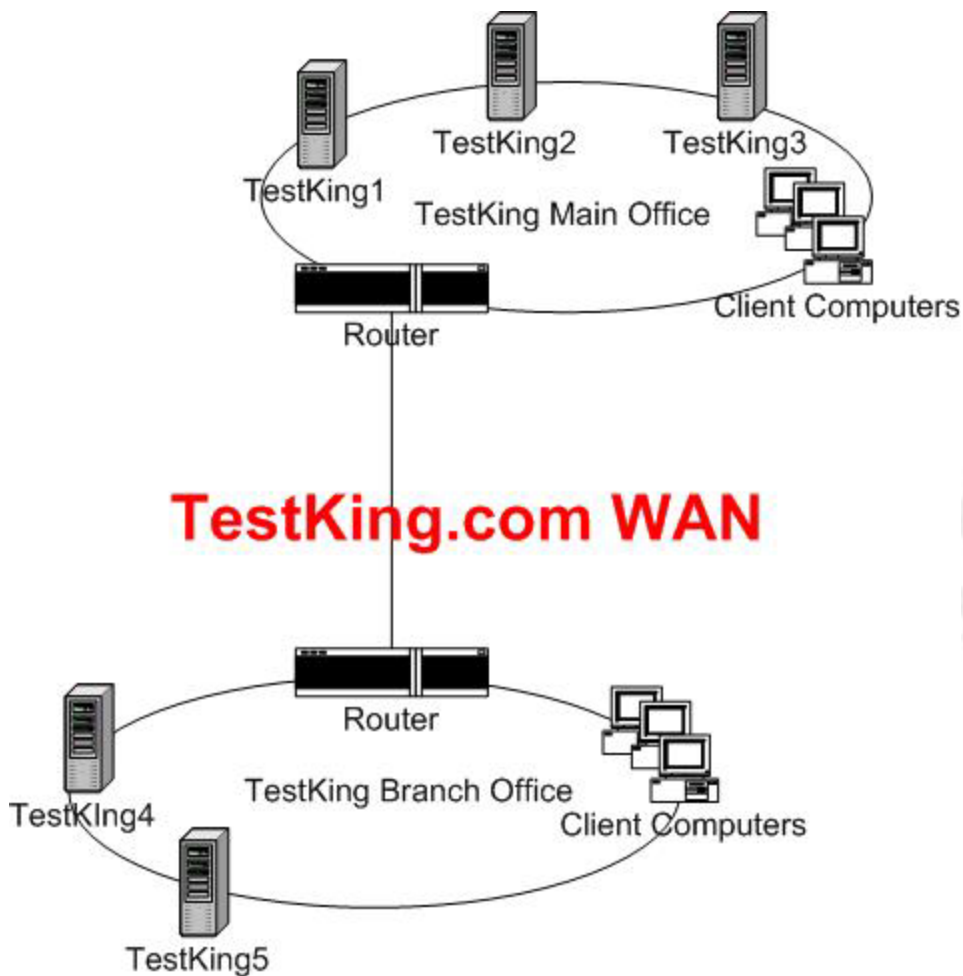 TestKing1
TestKing2
TestKing3
TestKing Main Office
Client Computers
Router
TestKing.com WAN
Router
TestKIng4
TestKing Branch Office
Client Computers
TestKing5